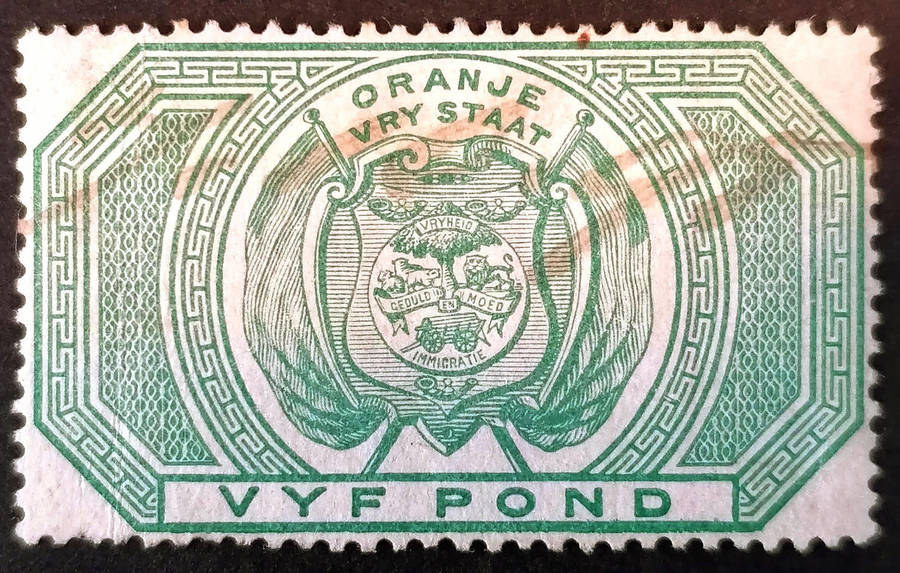 ORANJE
VRY STAAT
VRYHEID
GEDULD EN MOED
IMMIGRATIE
VYF POND